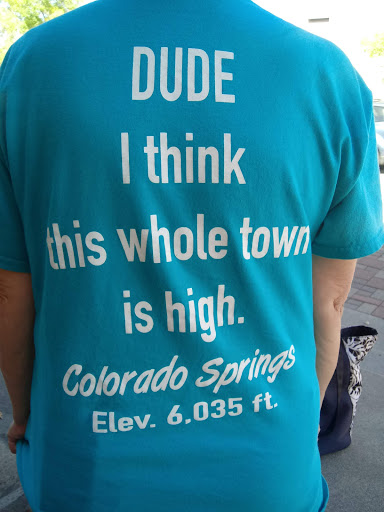 DUDE
I think
this whole town
is high.
Colorado Springs
Elev. 6,035 ft.